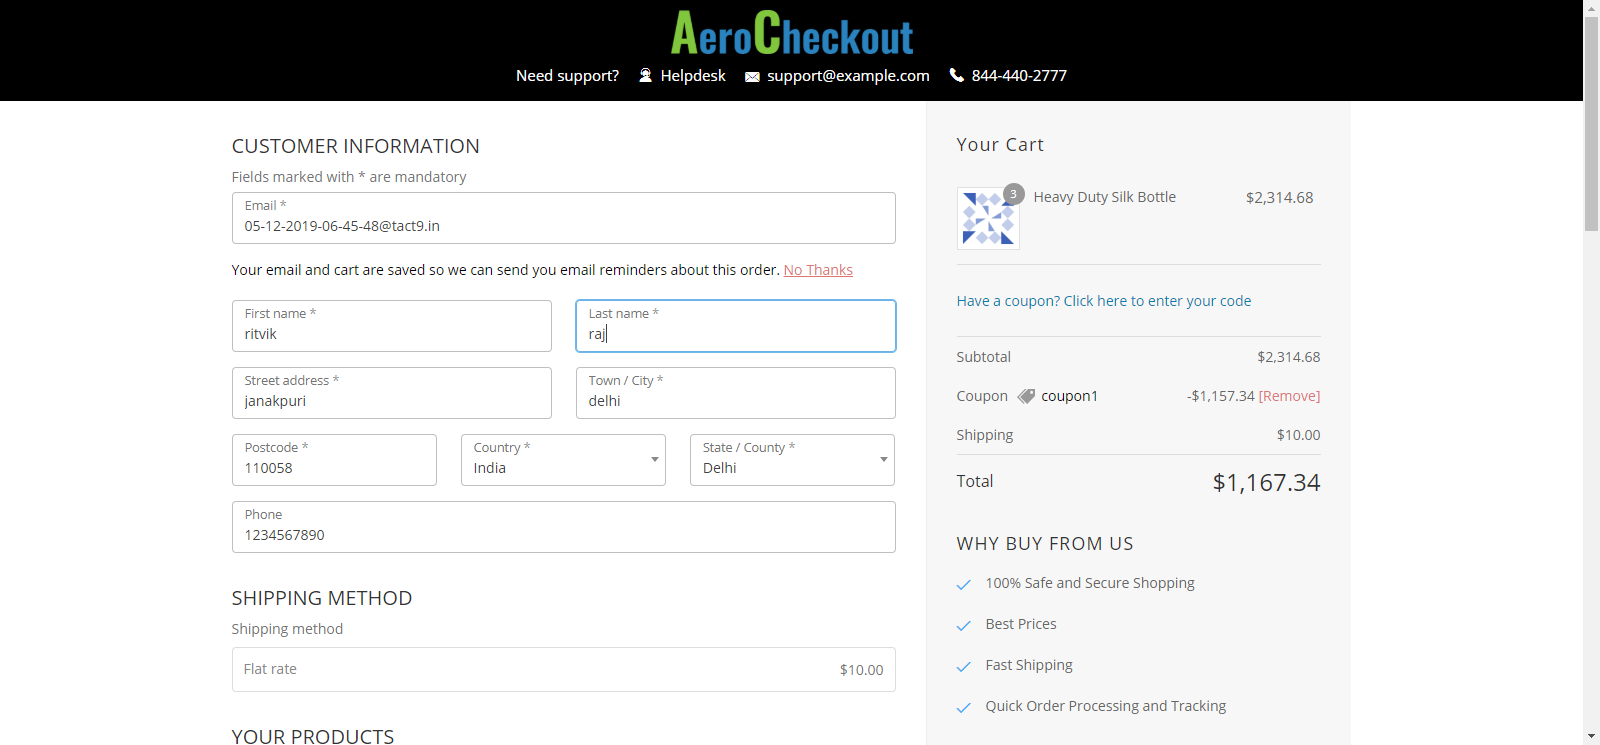 AeroCheckout
Need support? Helpdesk support@example.com 844-440-2777
CUSTOMER INFORMATION
Fields marked with * are mandatory
Email *
05-12-2019-06-45-48@tact9.in
Your email and cart are saved so we can send you email reminders about this order. No Thanks
First name *
ritvik
Last name *
raj
Street address *
janakpuri
Town / City *
delhi
Postcode *
110058
Country *
India
State / County *
Delhi
Phone
1234567890
SHIPPING METHOD
Shipping method
Flat rate $10.00
YOUR PRODUCTS
Your Cart
3
Heavy Duty Silk Bottle $2,314.68
Have a coupon? Click here to enter your code
Subtotal $2,314.68
Coupon coupon1 -$1,157.34 [Remove]
Shipping $10.00
Total $1,167.34
WHY BUY FROM US
100% Safe and Secure Shopping
Best Prices
Fast Shipping
Quick Order Processing and Tracking